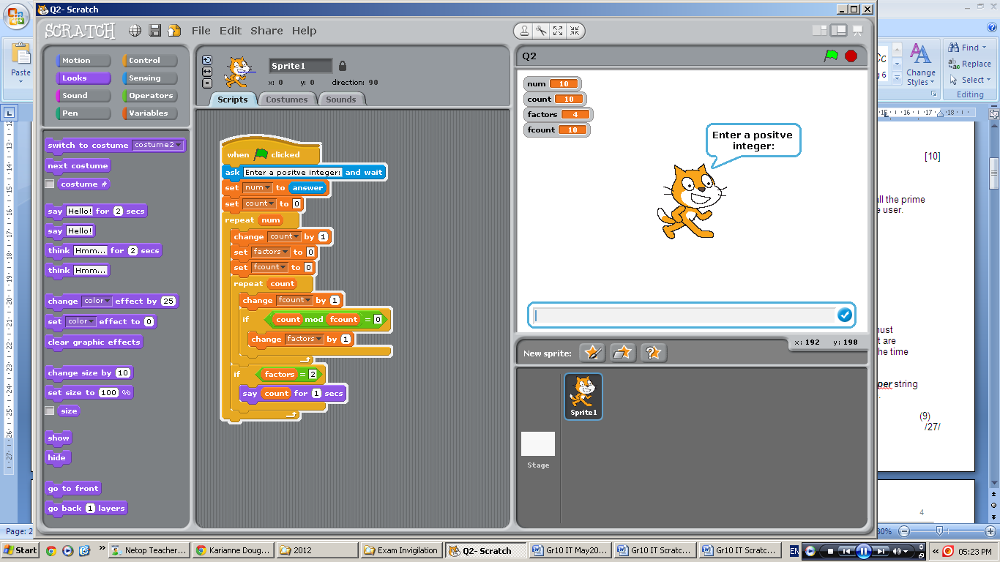 Q2- Scratch
SCRATCH
File Edit Share Help
Motion Control
Looks Sensing
Sound Operators
Pen Variables
switch to costume costume2
next costume
costume #
say Hello! for 2 secs
say Hello!
think Hmm... for 2 secs
think Hmm...
change color effect by 25
set color effect to 0
clear graphic effects
change size by 10
set size to 100 %
size
show
hide
go to front
go back 1 layers
Sprite1
x: 0 y: 0 direction: 90
Scripts Costumes Sounds
when clicked
ask Enter a positve integer: and wait
set num to answer
set count to 0
repeat num
change count by 1
set factors to 0
set fcount to 0
repeat count
change fcount by 1
if count mod fcount = 0
change factors by 1
if factors = 2
say count for 1 secs
Q2
num 10
count 10
factors 4
fcount 10
Enter a positve
integer:
x: 192 y: 198
New sprite:
Sprite1
Stage
Paste
Change
Styles
Find
Replace
Select
Editing
[10]
all the prime
user.
must
t are
he time
per string
(9)
/27/
4
Page: 2
Start Netop Teacher... Karianne Doug... 2012 Exam Invigilation Q2- Scratch Gr10 IT May20... Gr10 IT Scratc... Gr10 IT Scratc... EN 05:23 PM